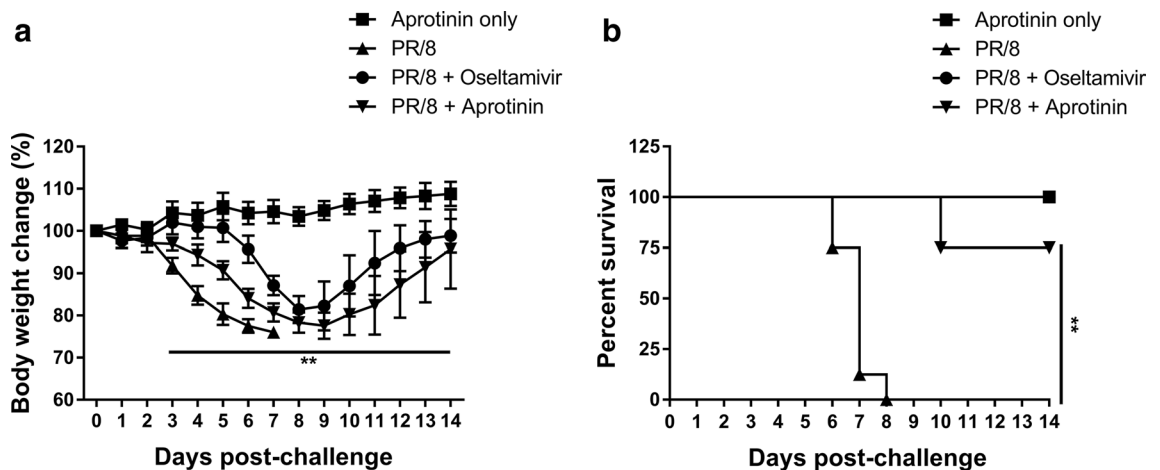 a
Aprotinin only
PR/8
PR/8 + Oseltamivir
PR/8 + Aprotinin
Body weight change (%)
120
110
100
90
80
70
60
**
0 1 2 3 4 5 6 7 8 9 10 11 12 13 14
Days post-challenge
b
Aprotinin only
PR/8
PR/8 + Oseltamivir
PR/8 + Aprotinin
Percent survival
125
100
75
50
25
0
**
0 1 2 3 4 5 6 7 8 9 10 11 12 13 14
Days post-challenge